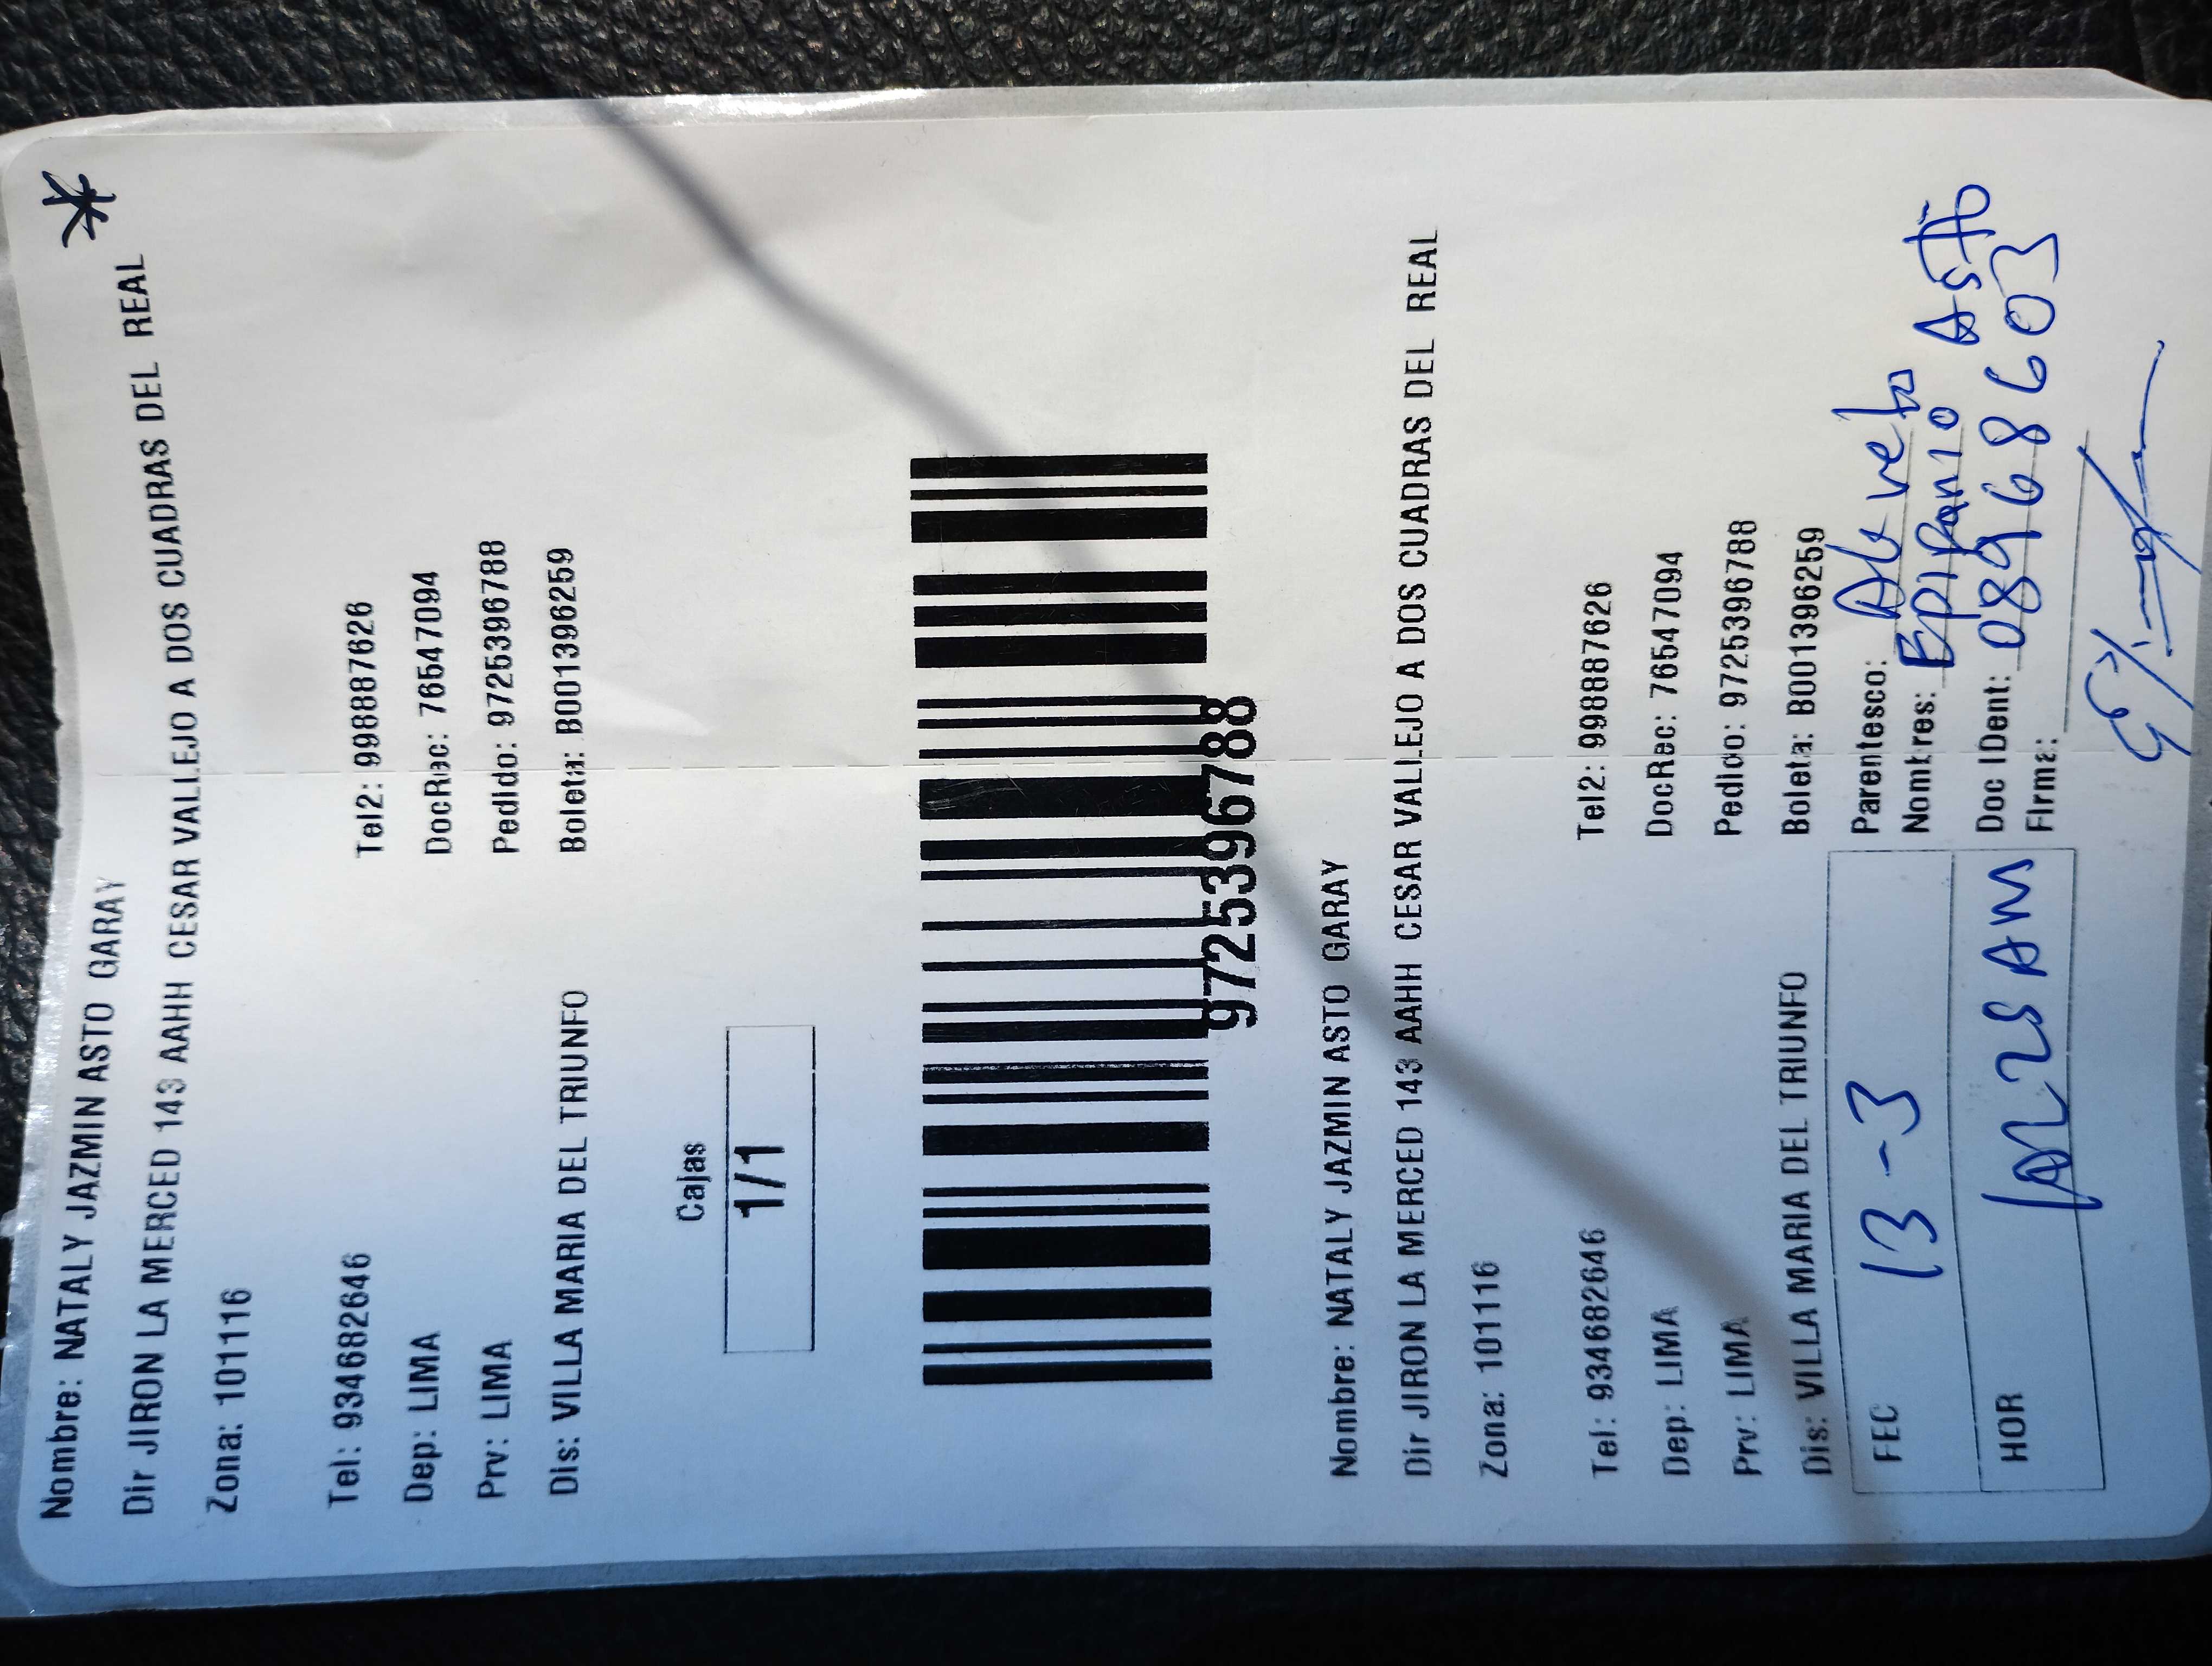 *
Nombre: NATALY JAZMIN ASTO GARAY
Dir JIRON LA MERCED 143 AAHH CESAR VALLEJO A DOS CUADRAS DEL REAL
Zona: 101116
Tel: 934682646 Tel2: 998887626
Dep: LIMA DocRec: 76547094
Prv: LIMA Pedido: 9725396788
Dis: VILLA MARIA DEL TRIUNFO Boleta: B001396259
Cajas
1/1
9725396788
Nombre: NATALY JAZMIN ASTO GARAY
Dir JIRON LA MERCED 143 AAHH CESAR VALLEJO A DOS CUADRAS DEL REAL
Zona: 101116
Tel: 934682646 Tel2: 998887626
Dep: LIMA DocRec: 76547094
Prv: LIMA Pedido: 9725396788
Dis: VILLA MARIA DEL TRIUNFO Boleta: B001396259
FEC 13-3 Parentesco:
Nombres: Epifanio Asto
HOR AM Doc IDent: 08968603
Firma: